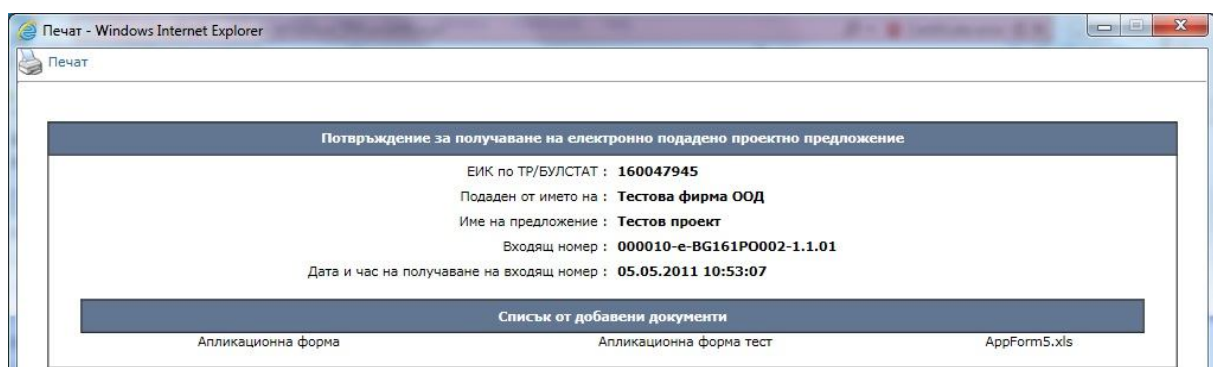 Печат - Windows Internet Explorer
Печат
Потвръждение за получаване на електронно подадено проектно предложение
ЕИК по ТР/БУЛСТАТ : 160047945
Подаден от името на : Тестова фирма ООД
Име на предложение : Тестов проект
Входящ номер : 000010-e-BG161PO002-1.1.01
Дата и час на получаване на входящ номер : 05.05.2011 10:53:07
Списък от добавени документи
Апликационна форма Апликационна форма тест AppForm5.xls